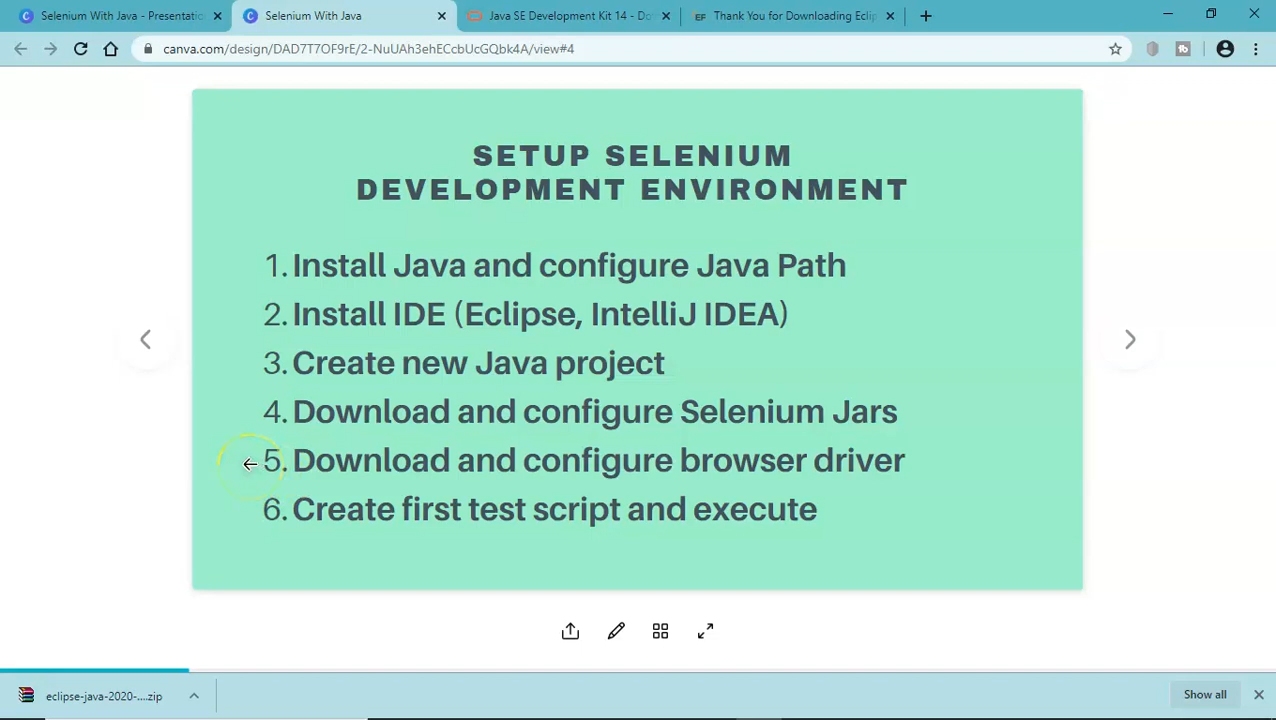 Selenium With Java - Presentatio
Selenium With Java
Java SE Development Kit 14 - Do
EF Thank You for Downloading Ecli
canva.com/design/DAD7T7OF9rE/2-NuUAh3ehECcbUcGQbk4A/view#4
SETUP SELENIUM
DEVELOPMENT ENVIRONMENT
1. Install Java and configure Java Path
2. Install IDE (Eclipse, IntelliJ IDEA)
3. Create new Java project
4. Download and configure Selenium Jars
5. Download and configure browser driver
6. Create first test script and execute
eclipse-java-2020-....zip
Show all